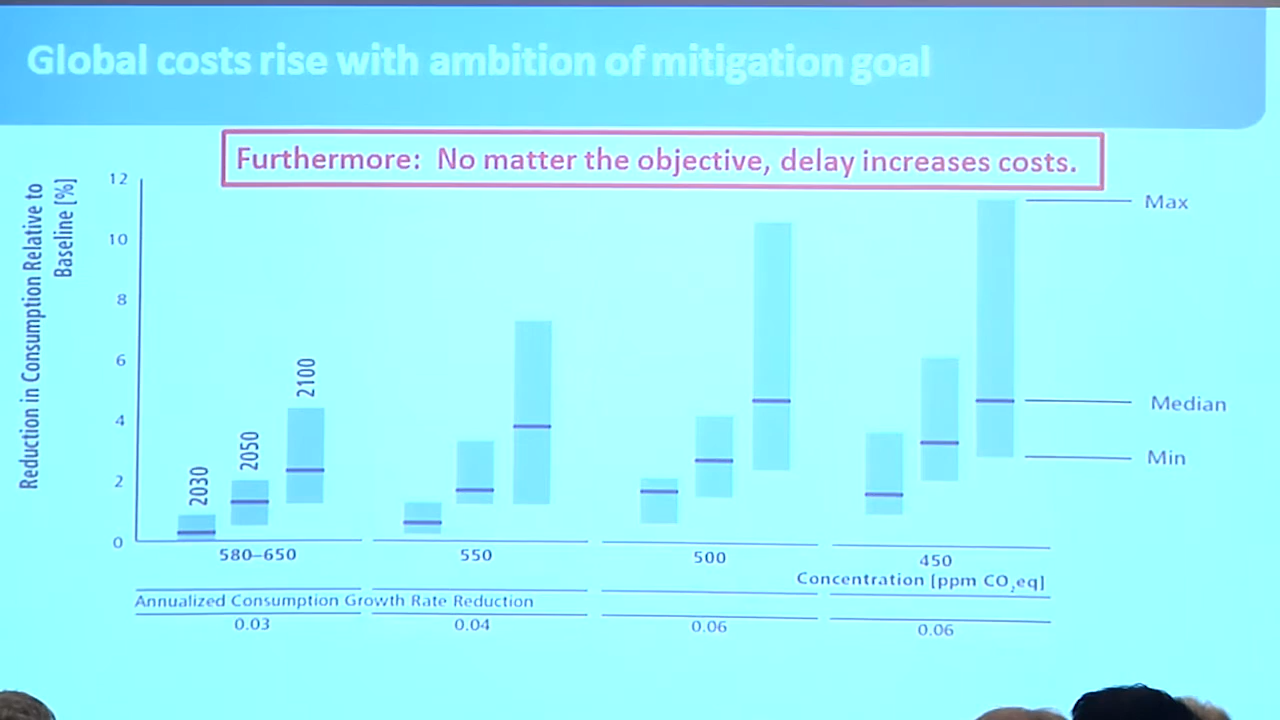 Global costs rise with ambition of mitigation goal
Furthermore: No matter the objective, delay increases costs.
Reduction in Consumption Relative to
Baseline [%]
12
10
8
6
4
2
0
2030
2050
2100
Max
Median
Min
580–650
550
500
450
Concentration [ppm CO₂eq]
Annualized Consumption Growth Rate Reduction
0.03
0.04
0.06
0.06